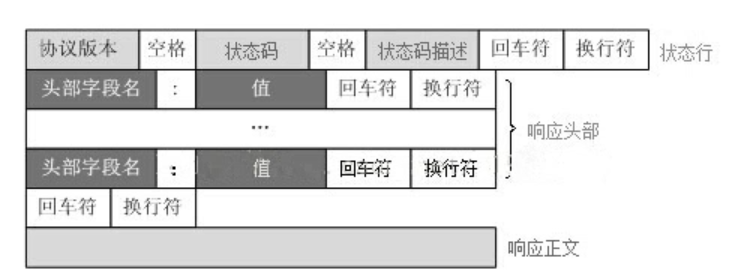 协议版本 空格 状态码 空格 状态码描述 回车符 换行符 状态行
头部字段名 : 值 回车符 换行符
... 响应头部
头部字段名 : 值 回车符 换行符
回车符 换行符
响应正文